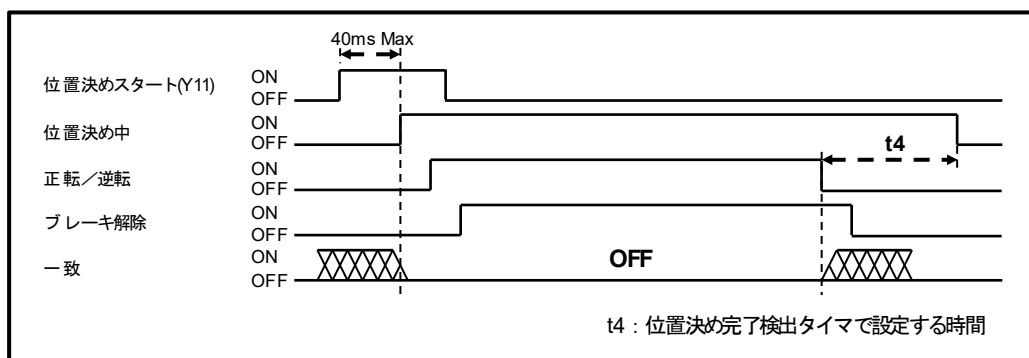 40ms Max
位置決めスタート(Y11) ON
OFF
位置決め中 ON
OFF
t4
正転／逆転 ON
OFF
ブレーキ解除 ON
OFF
一致 ON
OFF
OFF
t4：位置決め完了検出タイマで設定する時間